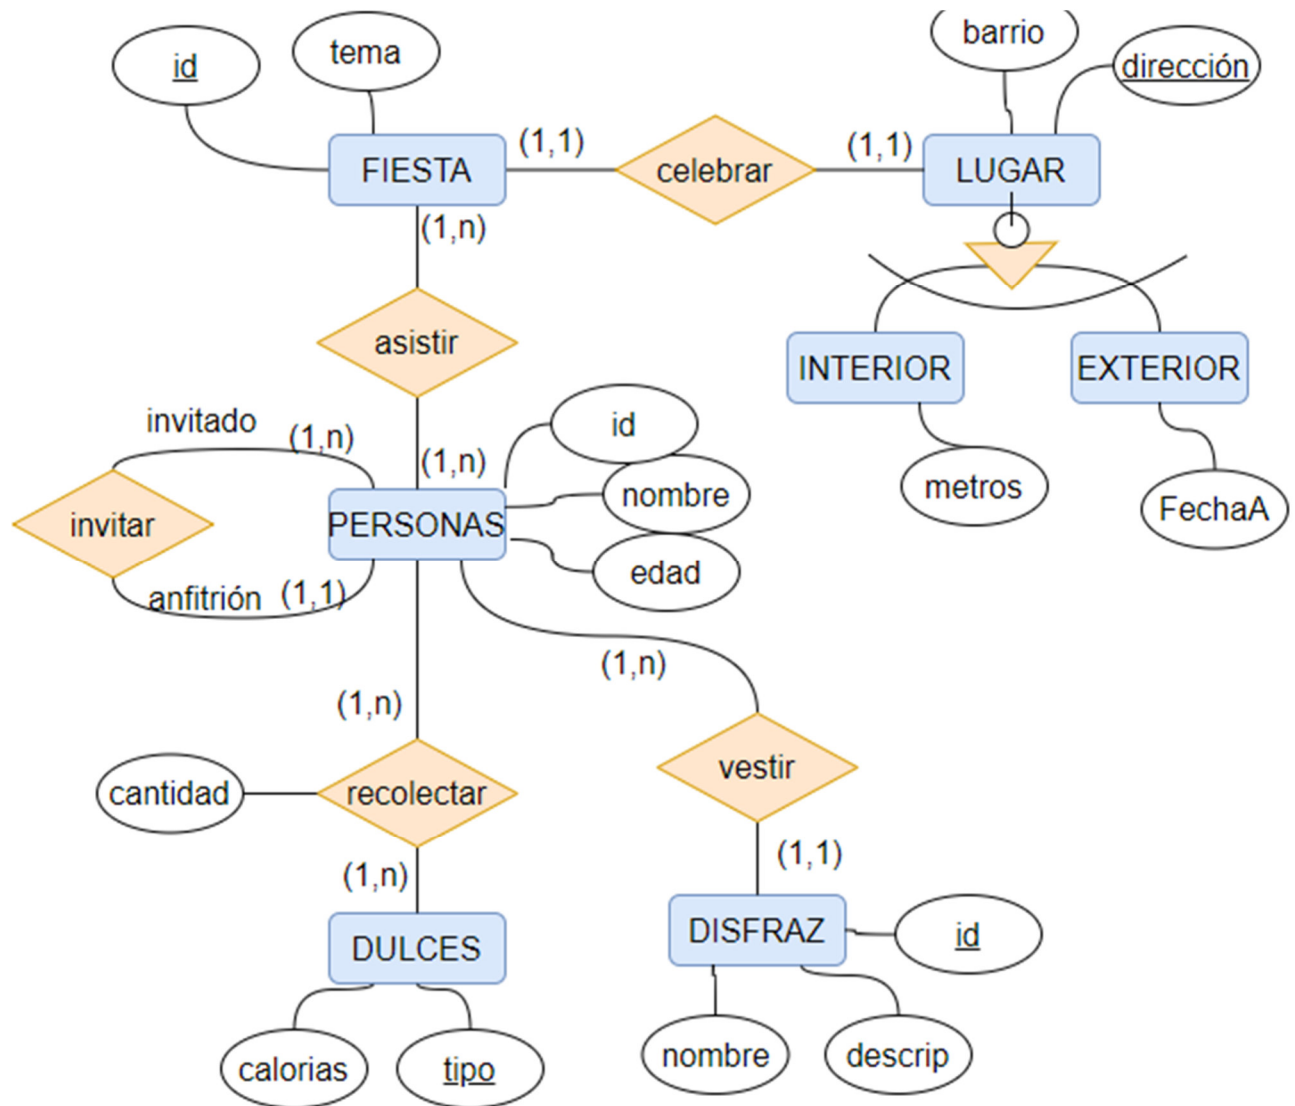 barrio
id
tema
dirección
FIESTA
(1,1)
celebrar
(1,1)
LUGAR
(1,n)
asistir
INTERIOR
EXTERIOR
invitado
(1,n)
(1,n)
id
nombre
metros
FechaA
invitar
PERSONAS
edad
anfitrión
(1,1)
(1,n)
(1,n)
vestir
cantidad
recolectar
(1,n)
(1,1)
DULCES
DISFRAZ
id
calorias
tipo
nombre
descrip